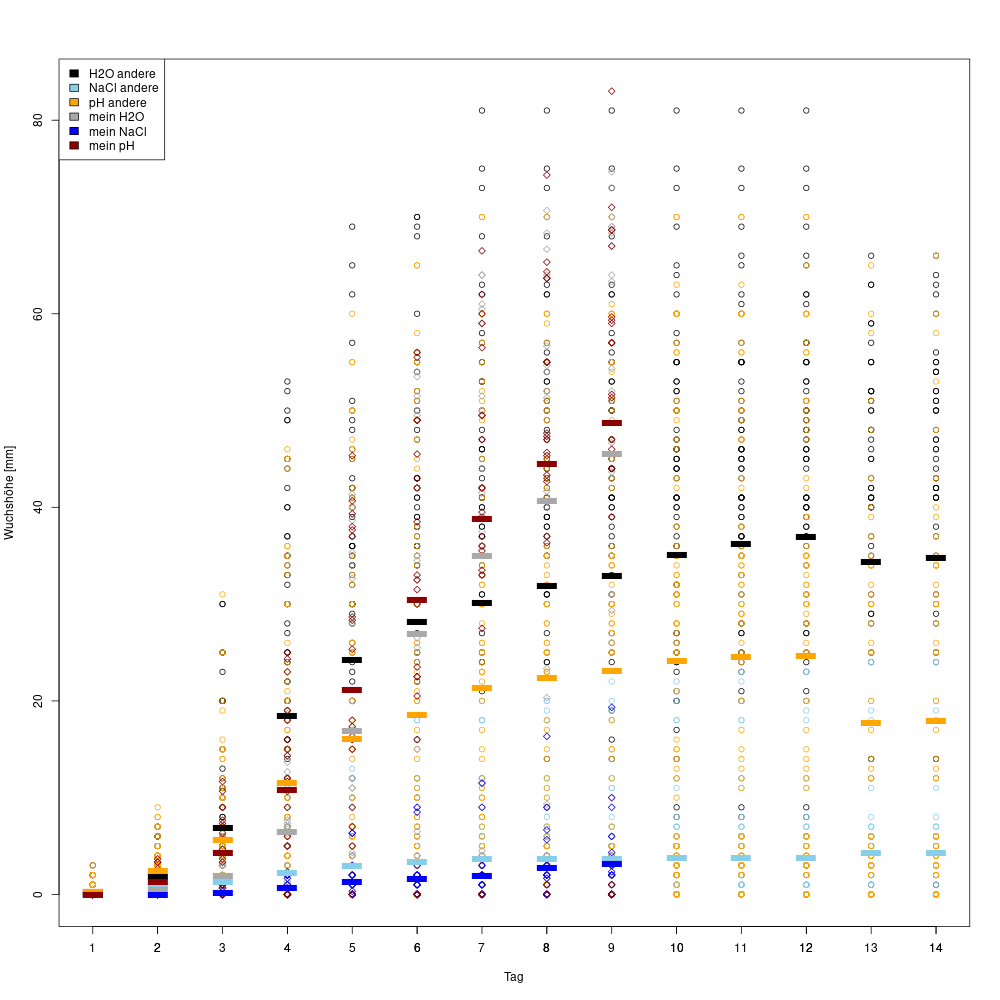 H2O andere
NaCl andere
pH andere
mein H2O
mein NaCl
mein pH
80
60
40
20
0
Wuchshöhe [mm]
1 2 3 4 5 6 7 8 9 10 11 12 13 14
Tag